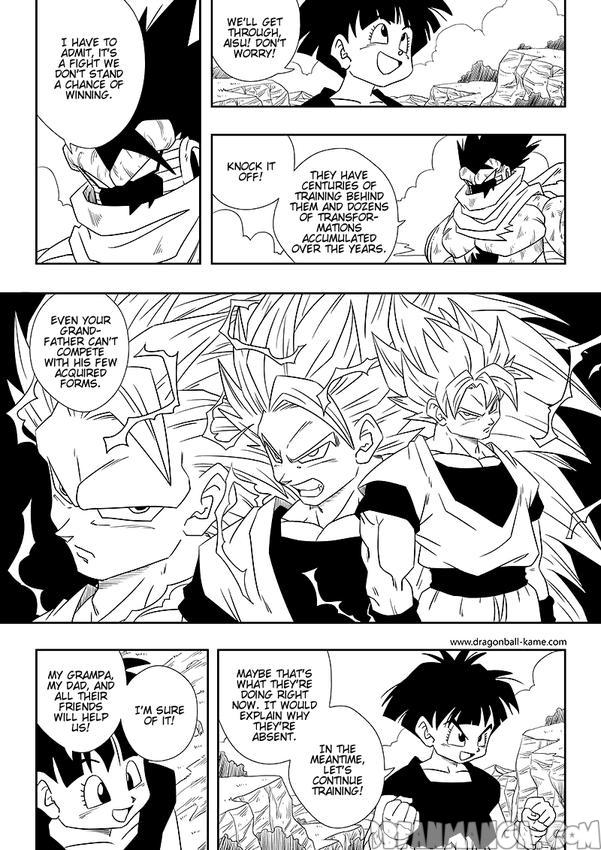 WE'LL GET
THROUGH,
AISU! DON'T
WORRY!
KNOCK IT
OFF!
THEY HAVE
CENTURIES OF
TRAINING BEHIND
THEM AND DOZENS
OF TRANSFOR-
MATIONS
ACCUMULATED
OVER THE YEARS.
I HAVE TO
ADMIT, IT'S
A FIGHT WE
DON'T STAND
A CHANCE OF
WINNING.
EVEN YOUR
GRAND-
FATHER CAN'T
COMPETE
WITH HIS FEW
ACQUIRED
FORMS.
www.dragonball-kame.com
MAYBE THAT'S
WHAT THEY'RE
DOING RIGHT
NOW. IT WOULD
EXPLAIN WHY
THEY'RE
ABSENT.
IN THE
MEANTIME,
LET'S
CONTINUE
TRAINING!
MY GRAMPA,
MY DAD, AND
ALL THEIR
FRIENDS
WILL HELP
US!
I'M SURE
OF IT!